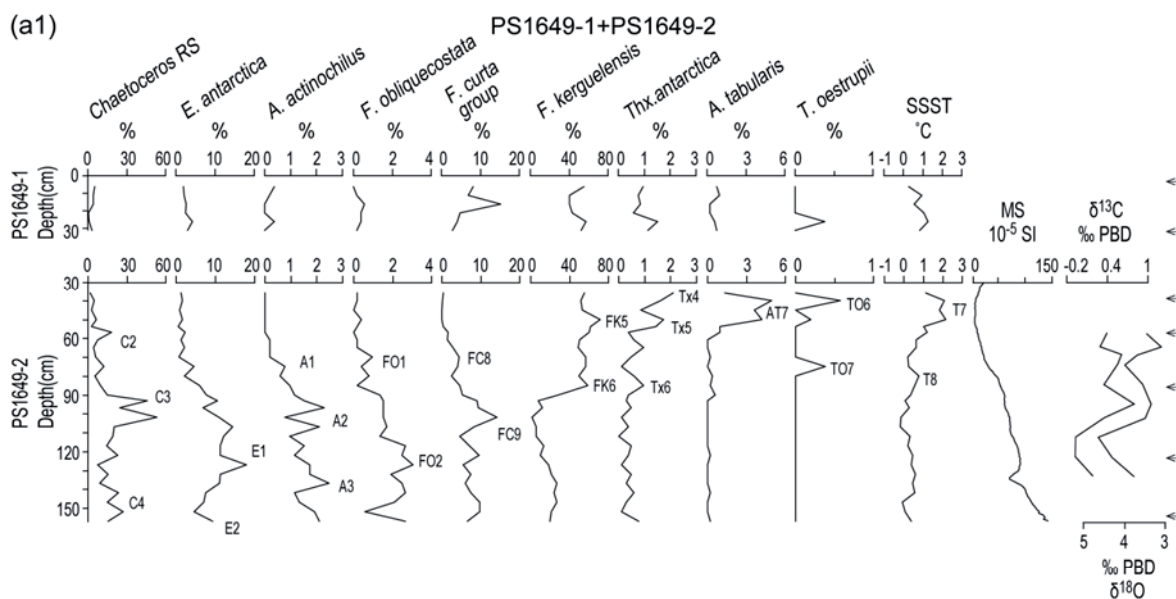 (a1)
PS1649-1+PS1649-2
Chaetoceros RS
E. antarctica
A. actinochilus
F. obliquecostata
F. curta group
F. kerguelensis
Thx.antarctica
A. tabularis
T. oestrupii
SSST
% % % % % % % % % °C
0 30 60 0 10 20 0 1 2 3 0 2 4 0 10 20 0 40 80 0 1 2 3 0 3 6 0 1 -1 0 1 2 3
PS1649-1
Depth(cm)
0
30
MS
10-5 SI
δ13C
‰ PBD
0 30 60 0 10 20 0 1 2 3 0 2 4 0 10 20 0 40 80 0 1 2 3 0 3 6 0 1 -1 0 1 2 3 0 150 -0.2 0.4 1
PS1649-2
Depth(cm)
30
60
90
120
150
C2
C3
C4
E1
E2
A1
A2
A3
FO1
FO2
FC8
FC9
FK5
FK6
Tx4
Tx5
Tx6
AT7
TO6
TO7
T7
T8
5 4 3
‰ PBD
δ18O